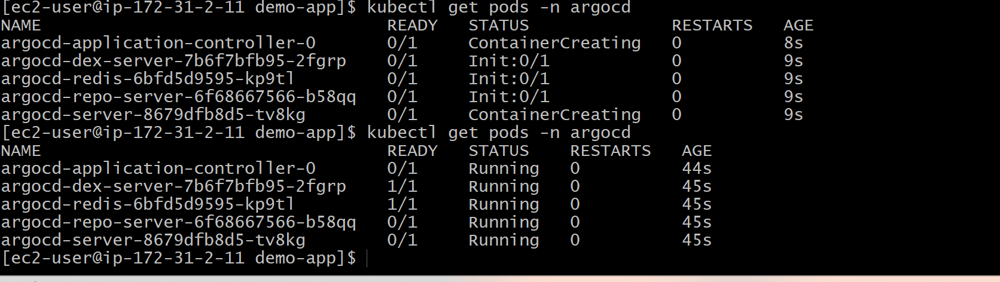 [ec2-user@ip-172-31-2-11 demo-app]$ kubectl get pods -n argocd
NAME READY STATUS RESTARTS AGE
argocd-application-controller-0 0/1 ContainerCreating 0 8s
argocd-dex-server-7b6f7bfb95-2fgrp 0/1 Init:0/1 0 9s
argocd-redis-6bfd5d9595-kp9tl 0/1 Init:0/1 0 9s
argocd-repo-server-6f68667566-b58qq 0/1 Init:0/1 0 9s
argocd-server-8679dfb8d5-tv8kg 0/1 ContainerCreating 0 9s
[ec2-user@ip-172-31-2-11 demo-app]$ kubectl get pods -n argocd
NAME READY STATUS RESTARTS AGE
argocd-application-controller-0 0/1 Running 0 44s
argocd-dex-server-7b6f7bfb95-2fgrp 1/1 Running 0 45s
argocd-redis-6bfd5d9595-kp9tl 1/1 Running 0 45s
argocd-repo-server-6f68667566-b58qq 0/1 Running 0 45s
argocd-server-8679dfb8d5-tv8kg 0/1 Running 0 45s
[ec2-user@ip-172-31-2-11 demo-app]$